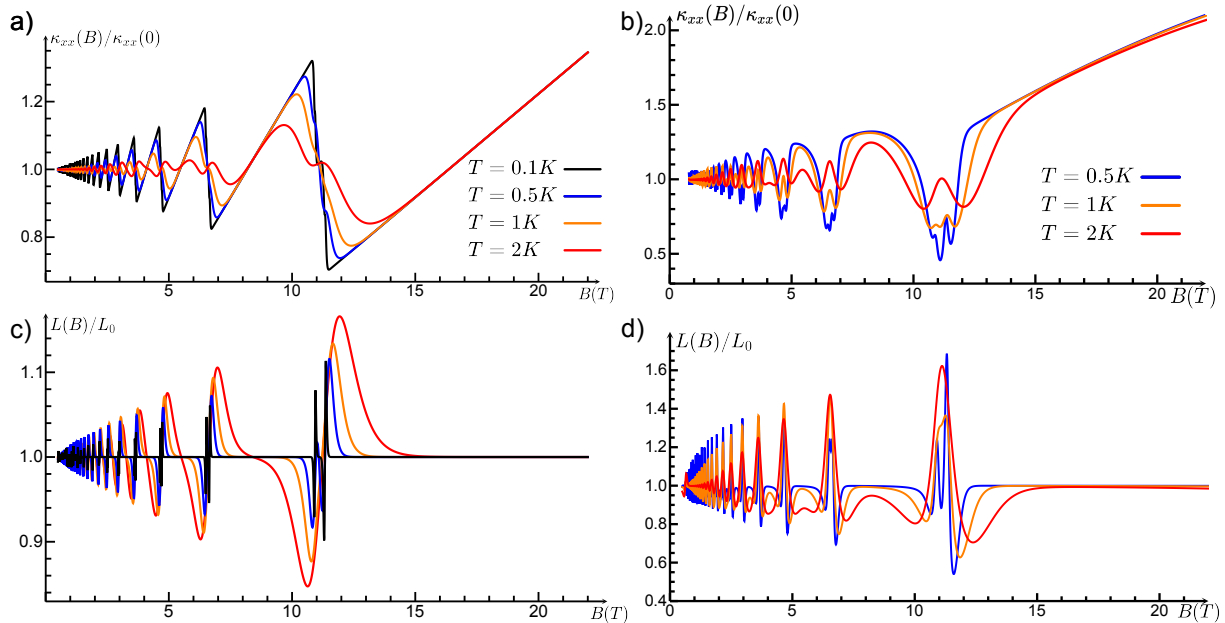 a)
κxx(B)/κxx(0)
1.2
1.0
0.8
5
10
15
20
B(T)
T = 0.1K
T = 0.5K
T = 1K
T = 2K
b)
κxx(B)/κxx(0)
2.0
1.5
1.0
0.5
0
5
10
15
20
B(T)
T = 0.5K
T = 1K
T = 2K
c)
L(B)/L0
1.1
1.0
0.9
5
10
15
20
B(T)
d)
L(B)/L0
1.6
1.4
1.2
1.0
0.8
0.6
0.4
0
5
10
15
20
B(T)